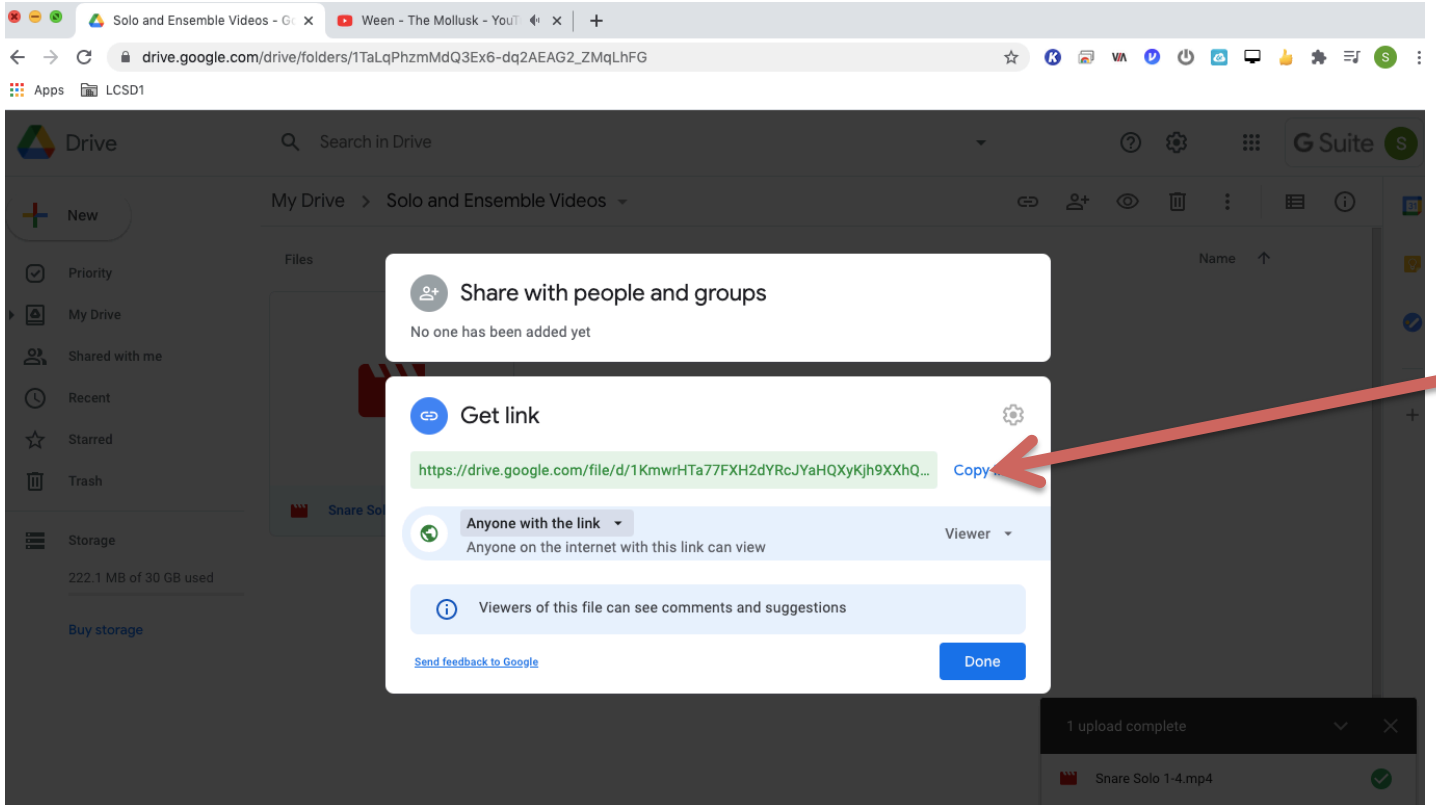 Solo and Ensemble Videos - G
Ween - The Mollusk - YouT
drive.google.com/drive/folders/1TaLqPhzmMdQ3Ex6-dq2AEAG2_ZMqLhFG
VIA
S
Apps LCSD1
Drive
Search in Drive
G Suite S
New
My Drive > Solo and Ensemble Videos
31
Files
Name
Priority
My Drive
Shared with me
Recent
Starred
Trash
Storage
222.1 MB of 30 GB used
Buy storage
Snare Sol
Share with people and groups
No one has been added yet
Get link
https://drive.google.com/file/d/1KmwrHTa77FXH2dYRcJYaHQXyKjh9XXhQ...
Copy
Anyone with the link
Anyone on the internet with this link can view
Viewer
Viewers of this file can see comments and suggestions
Send feedback to Google
Done
1 upload complete
Snare Solo 1-4.mp4